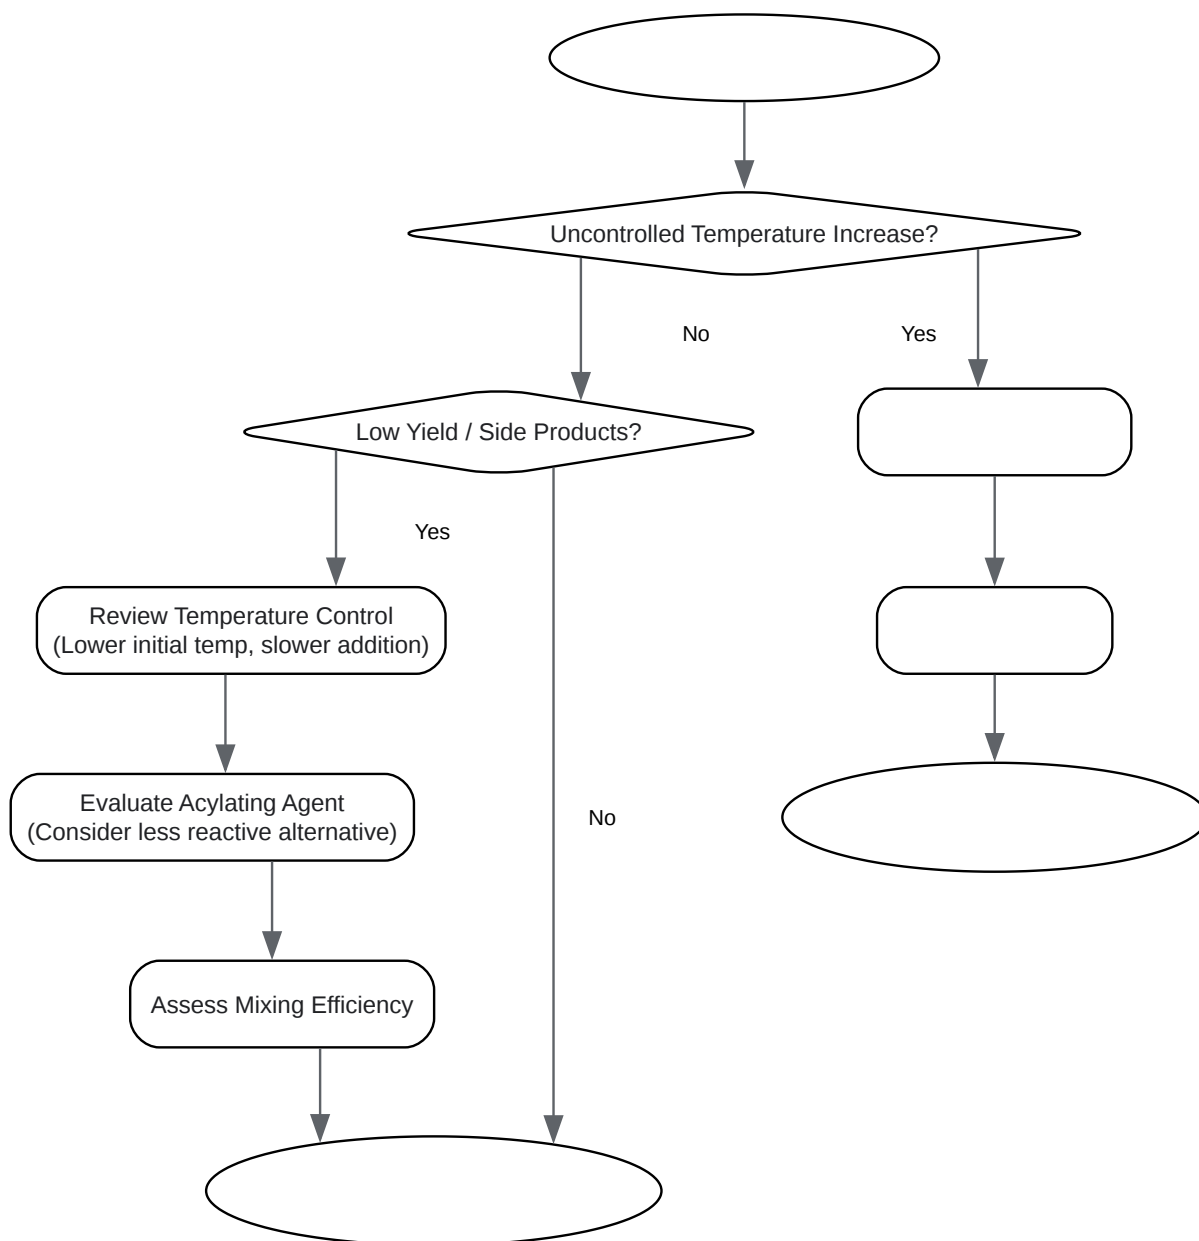 Uncontrolled Temperature Increase?
No
Yes
Low Yield / Side Products?
Yes
Review Temperature Control
(Lower initial temp, slower addition)
Evaluate Acylating Agent
(Consider less reactive alternative)
No
Assess Mixing Efficiency